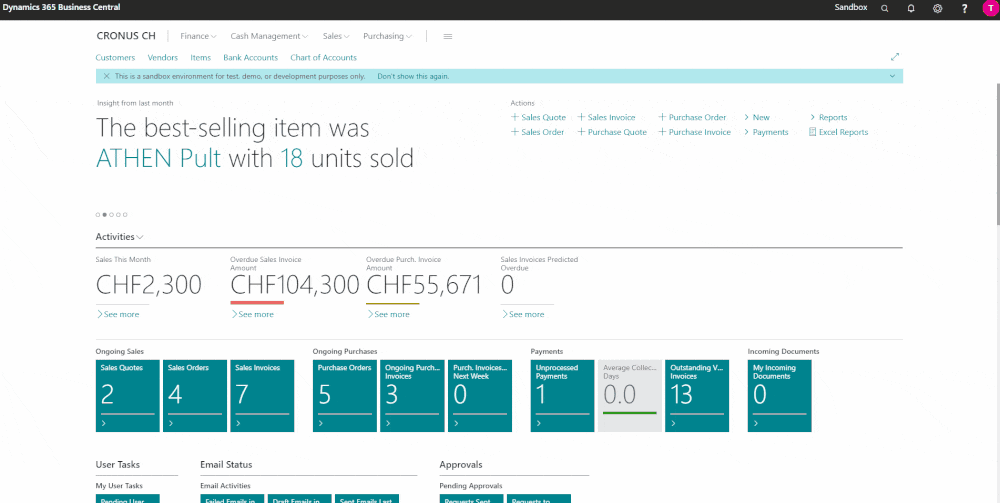 Dynamics 365 Business Central
Sandbox
?
T
CRONUS CH
Finance
Cash Management
Sales
Purchasing
Customers
Vendors
Items
Bank Accounts
Chart of Accounts
This is a sandbox environment for test, demo, or development purposes only. Don't show this again.
Insight from last month
The best-selling item was
ATHEN Pult with 18 units sold
Actions
+ Sales Quote + Sales Invoice + Purchase Order > New > Reports
+ Sales Order + Purchase Quote + Purchase Invoice > Payments Excel Reports
Activities
Sales This Month
CHF2,300
>See more
Overdue Sales Invoice
Amount
CHF104,300
>See more
Overdue Purch. Invoice
Amount
CHF55,671
>See more
Sales Invoices Predicted
Overdue
0
>See more
Ongoing Sales
Sales Quotes
2
Sales Orders
4
Sales Invoices
7
Ongoing Purchases
Purchase Orders
5
Ongoing Purch...
Invoices
3
Purch. Invoices...
Next Week
0
Payments
Unprocessed
Payments
1
Average Collec...
Days
0.0
Outstanding V...
Invoices
13
Incoming Documents
My Incoming
Documents
0
User Tasks
My User Tasks
Pending User
Email Status
Email Activities
Failed Emails in
Draft Emails in
Sent Emails Last
Approvals
Pending Approvals
Requests Sent
Requests to